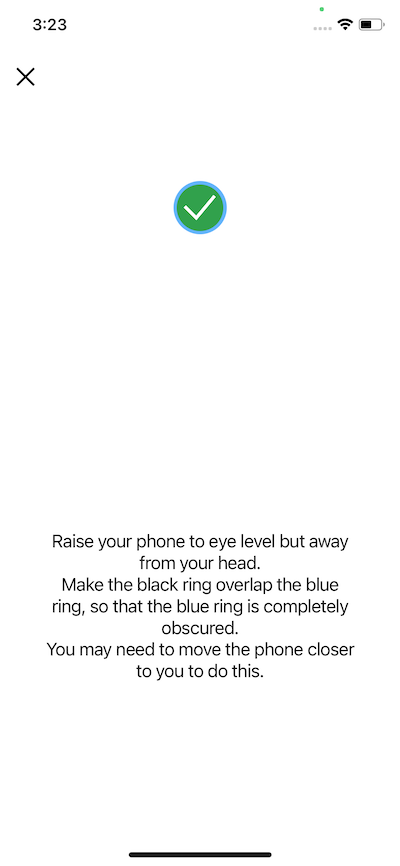 3:23
Raise your phone to eye level but away
from your head.
Make the black ring overlap the blue
ring, so that the blue ring is completely
obscured.
You may need to move the phone closer
to you to do this.